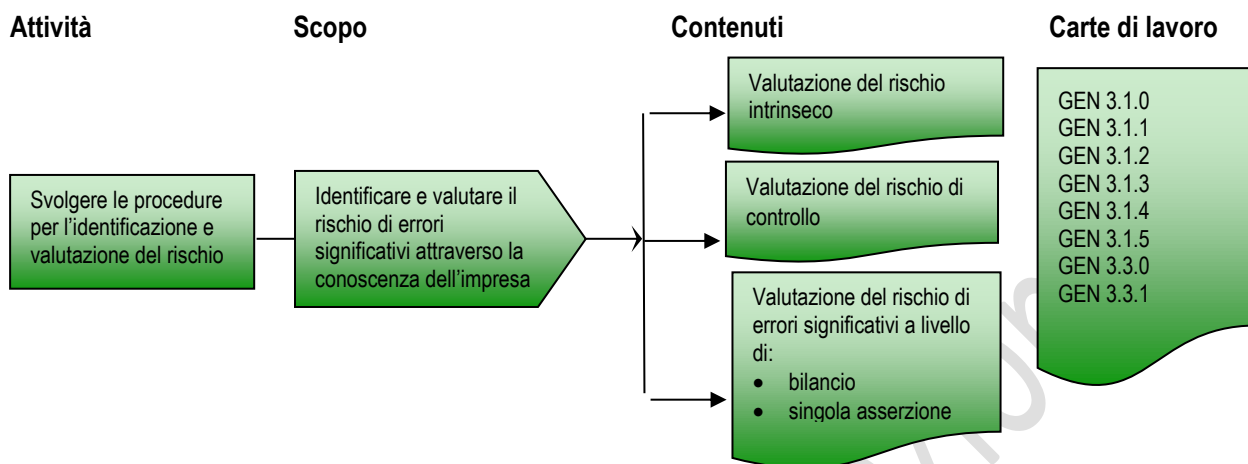 Attività
Scopo
Contenuti
Carte di lavoro
Svolgere le procedure
per l’identificazione e
valutazione del rischio
Identificare e valutare il
rischio di errori
significativi attraverso la
conoscenza dell’impresa
Valutazione del rischio
intrinseco
Valutazione del rischio di
controllo
Valutazione del rischio di
errori significativi a livello
di:
• bilancio
• singola asserzione
GEN 3.1.0
GEN 3.1.1
GEN 3.1.2
GEN 3.1.3
GEN 3.1.4
GEN 3.1.5
GEN 3.3.0
GEN 3.3.1